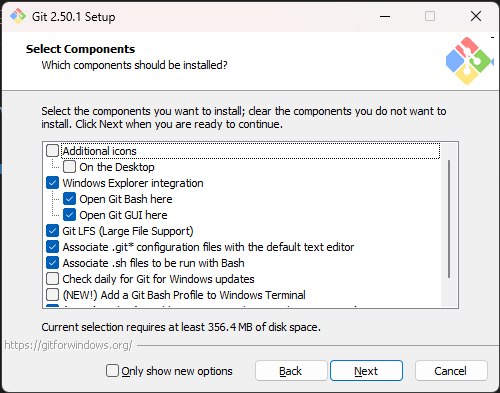 Git 2.50.1 Setup
Select Components
Which components should be installed?
Select the components you want to install; clear the components you do not want to
install. Click Next when you are ready to continue.
Additional icons
On the Desktop
Windows Explorer integration
Open Git Bash here
Open Git GUI here
Git LFS (Large File Support)
Associate .git* configuration files with the default text editor
Associate .sh files to be run with Bash
Check daily for Git for Windows updates
(NEW!) Add a Git Bash Profile to Windows Terminal
Current selection requires at least 356.4 MB of disk space.
https://gitforwindows.org/
Only show new options
Back
Next
Cancel